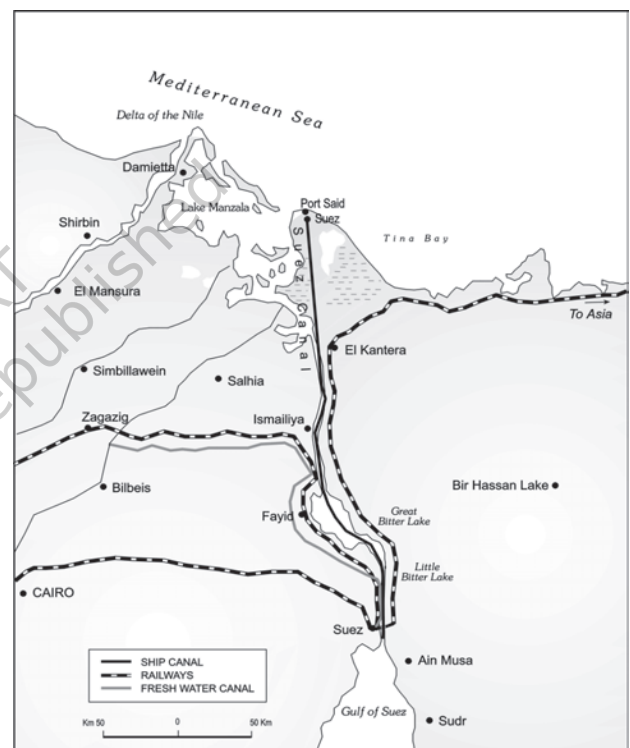 Mediterranean Sea
Delta of the Nile
Damietta
Lake Manzala
Port Said
Suez
Shirbin
Tina Bay
Suez Canal
El Mansura
To Asia
El Kantera
Simbillawein
Salhia
Zagazig
Ismailiya
Bilbeis
Bir Hassan Lake
Fayid
Great
Bitter Lake
Little
Bitter Lake
CAIRO
Suez
SHIP CANAL
RAILWAYS
FRESH WATER CANAL
Ain Musa
Km 50 0 50 Km
Gulf of Suez
Sudr
republished